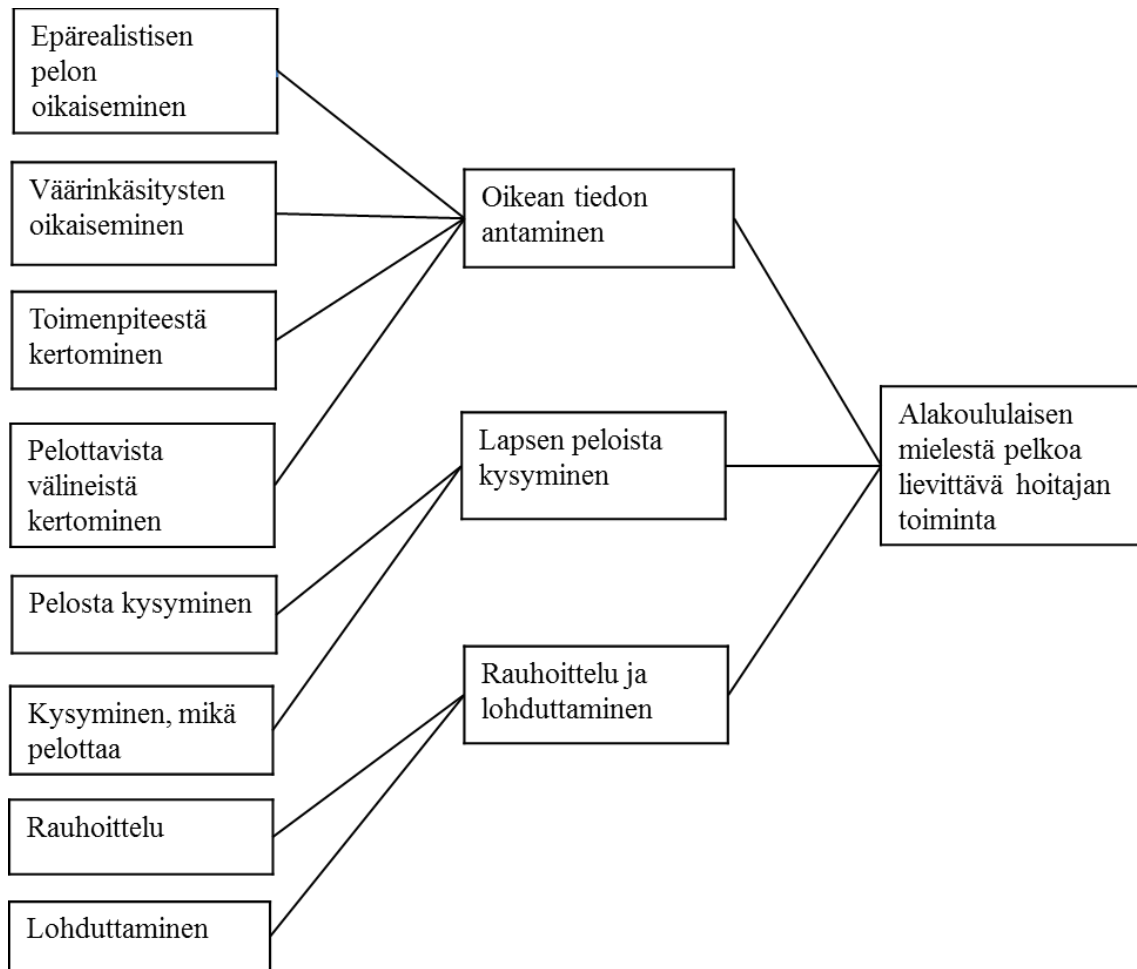 Epärealistisen
pelon
oikaiseminen
Väärinkäsitysten
oikaiseminen
Toimenpiteestä
kertominen
Pelottavista
välineistä
kertominen
Pelosta kysyminen
Kysyminen, mikä
pelottaa
Rauhoittelu
Lohduttaminen
Oikean tiedon
antaminen
Lapsen peloista
kysyminen
Rauhoittelu ja
lohduttaminen
Alakoululaisen
mielestä pelkoa
lievittävä hoitajan
toiminta